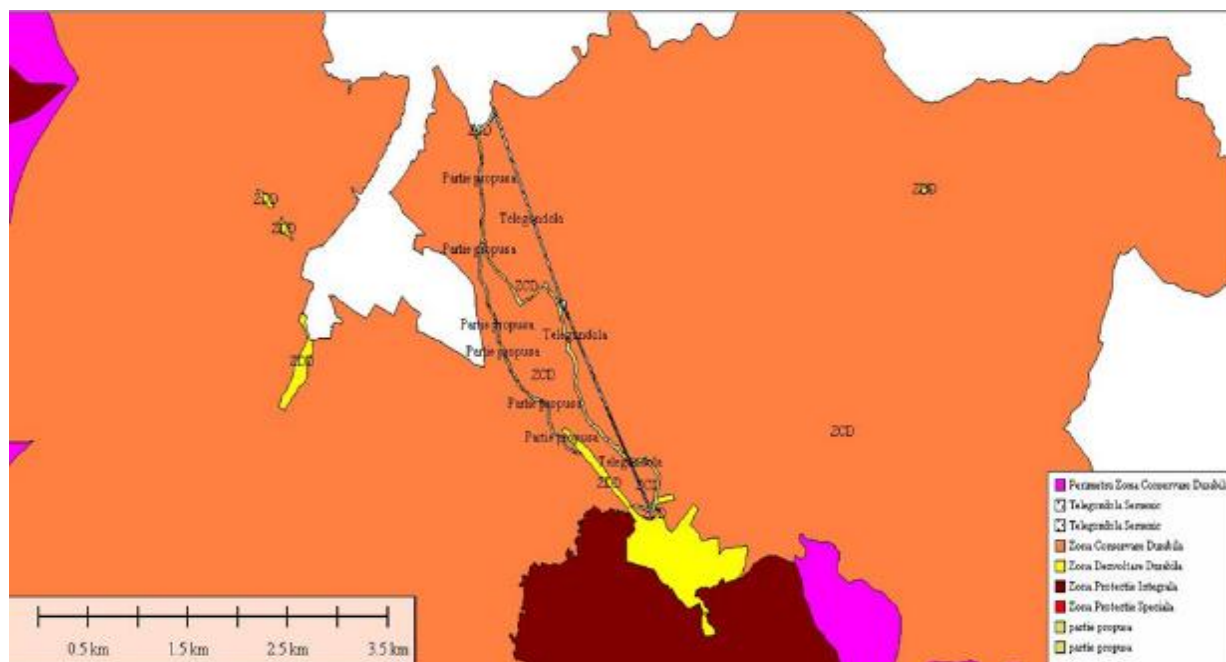 ZCD
Partie propusa
ZDD
ZDD
Telegondola
ZDD
Partie propusa
ZCD
Partie propusa
Telegondola
Partie propusa
ZDD
ZCD
Partie propusa
ZCD
Partie propusa
Telegondola
ZDD
ZCD
Perimetru Zona Conservare Durabila
Telegondola Semenic
Telegondola Semenic
Zona Conservare Durabila
Zona Dezvoltare Durabila
Zona Protectie Integrala
Zona Protectie Speciala
partie propusa
partie propusa
0.5 km 1.5 km 2.5 km 3.5 km